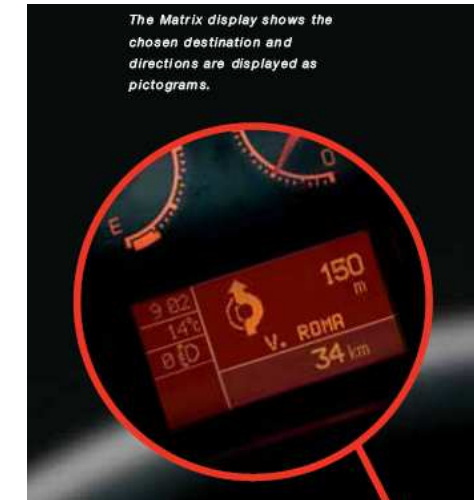 The Matrix display shows the
chosen destination and
directions are displayed as
pictograms.
E
0
9 02
14°c
0
150
m
V. ROMA
34 km